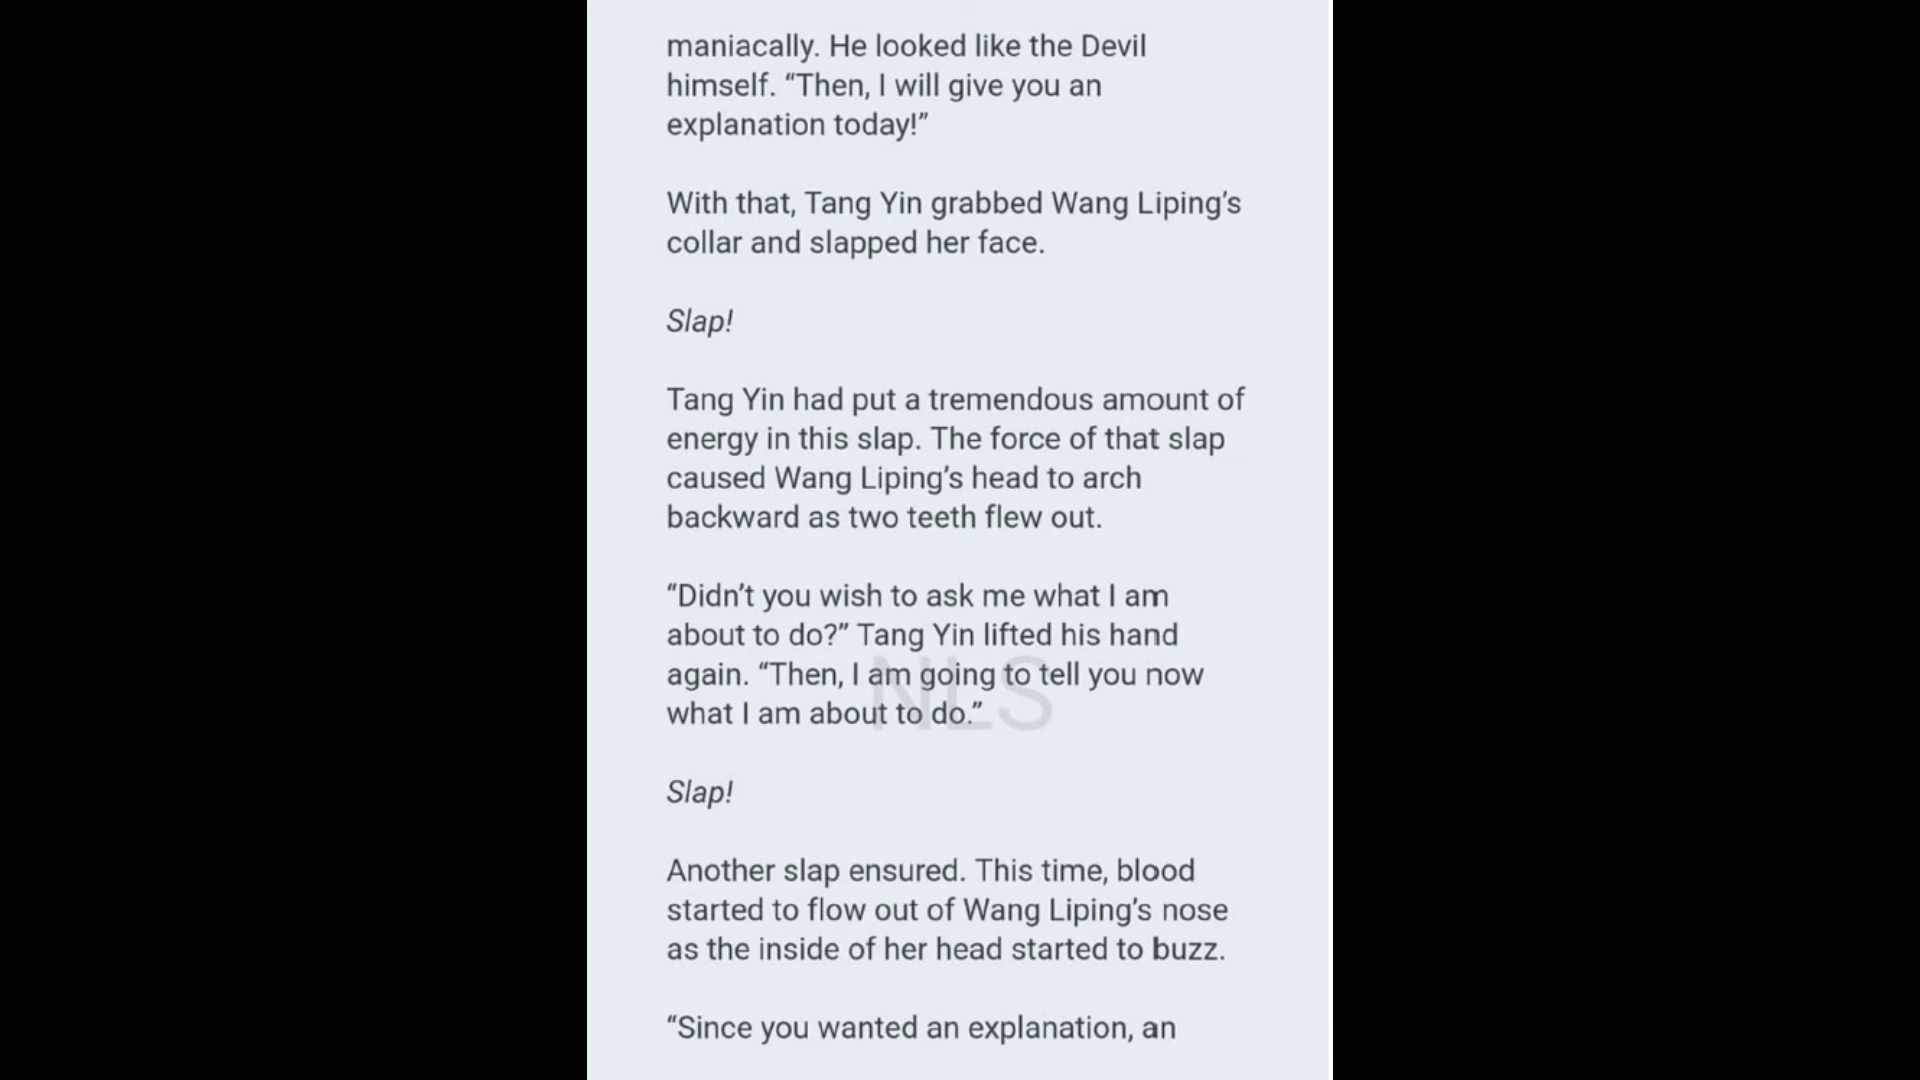 maniacally. He looked like the Devil
himself. “Then, I will give you an
explanation today!”
With that, Tang Yin grabbed Wang Liping’s
collar and slapped her face.
Slap!
Tang Yin had put a tremendous amount of
energy in this slap. The force of that slap
caused Wang Liping’s head to arch
backward as two teeth flew out.
“Didn’t you wish to ask me what I am
about to do?” Tang Yin lifted his hand
again. “Then, I am going to tell you now
what I am about to do.”
NLS
Slap!
Another slap ensured. This time, blood
started to flow out of Wang Liping’s nose
as the inside of her head started to buzz.
“Since you wanted an explanation, an